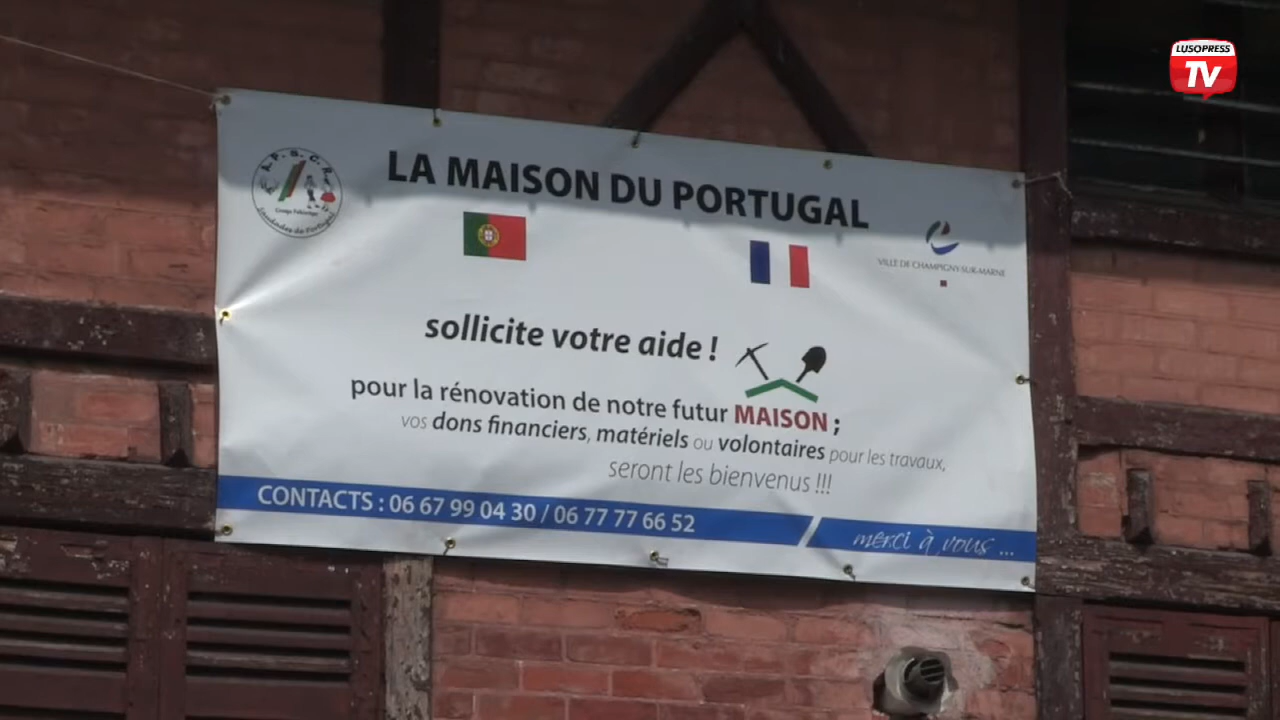 LUSOPRESS
TV
A.P.S.C.R.
LA MAISON DU PORTUGAL
VILLE DE CHAMPIGNY-SUR-MARNE
sollicite votre aide !
pour la rénovation de notre futur MAISON ;
vos dons financiers, matériels ou volontaires pour les travaux,
seront les bienvenus !!!
CONTACTS : 06 67 99 04 30 / 06 77 77 66 52
merci à vous ...